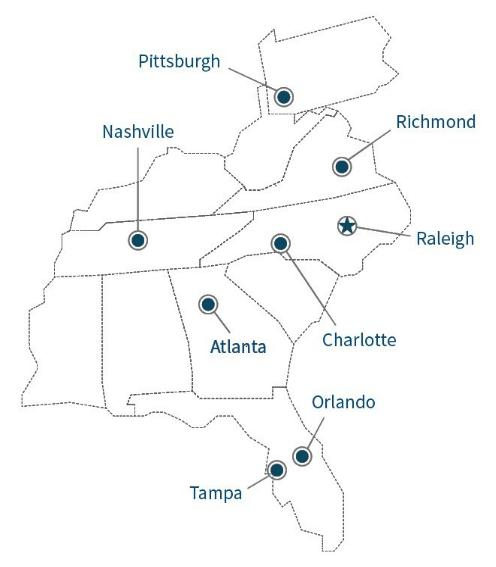 Pittsburgh
Richmond
Nashville
Raleigh
Charlotte
Atlanta
Orlando
Tampa